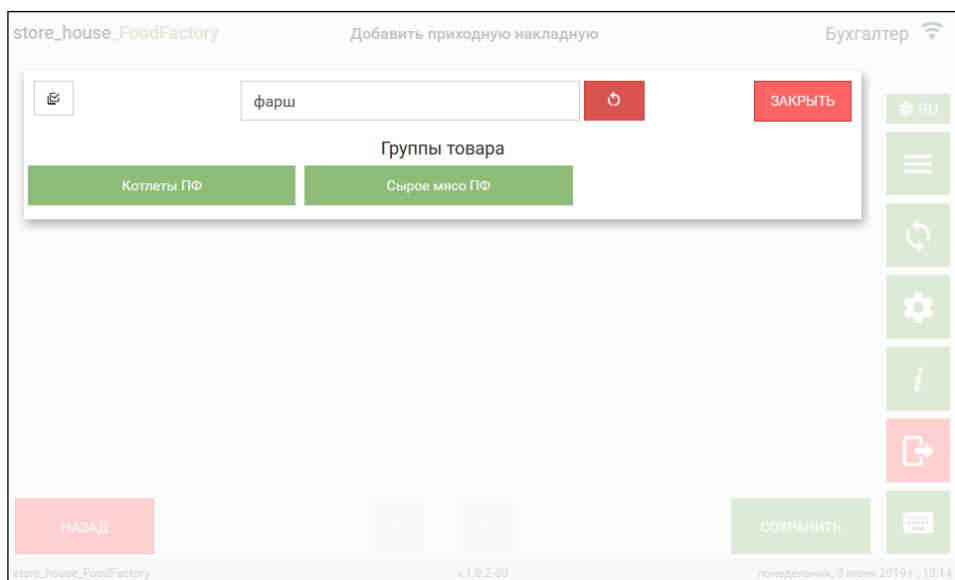 store_house_FoodFactory Добавить приходную накладную Бухгалтер
фарш ЗАКРЫТЬ
RU
Группы товара
Котлеты ПФ Сырое мясо ПФ
i
НАЗАД СОХРАНИТЬ
store_house_FoodFactory v.1.0.2-30 понедельник, 3 июня 2019 г., 13:14